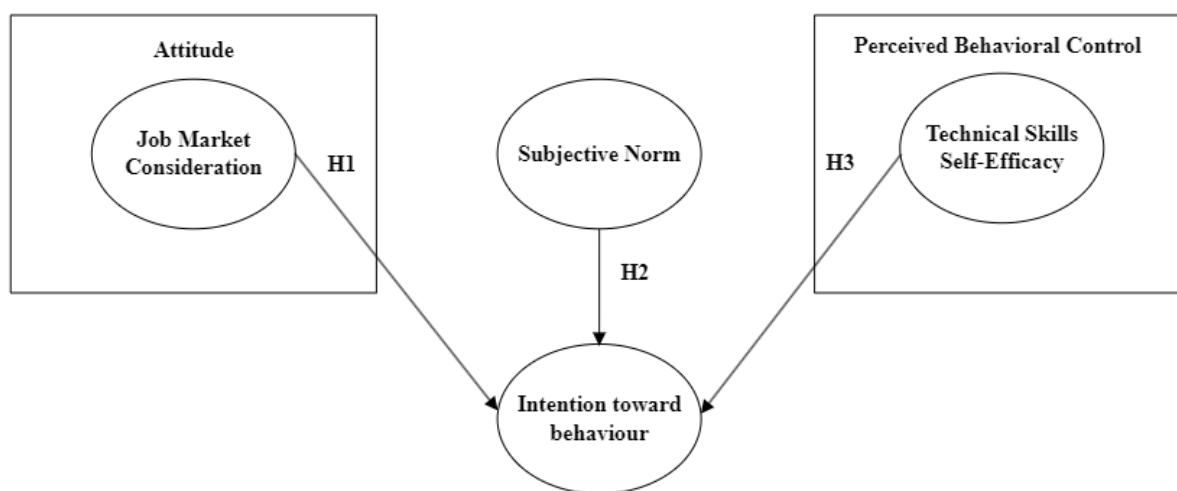 Attitude
Job Market
Consideration
H1
Subjective Norm
H2
Perceived Behavioral Control
Technical Skills
Self-Efficacy
H3
Intention toward
behaviour